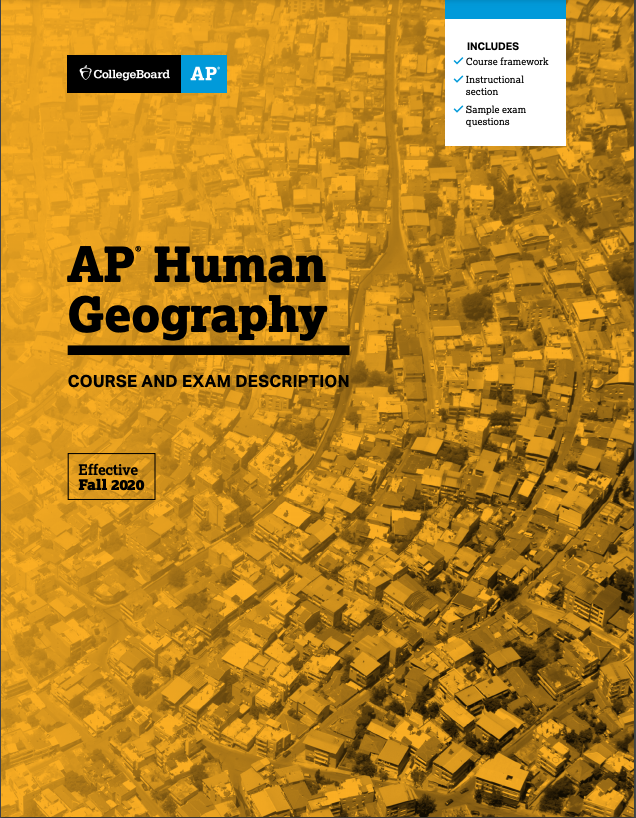 CollegeBoard
AP®
INCLUDES
Course framework
Instructional
section
Sample exam
questions
AP® Human
Geography
COURSE AND EXAM DESCRIPTION
Effective
Fall 2020